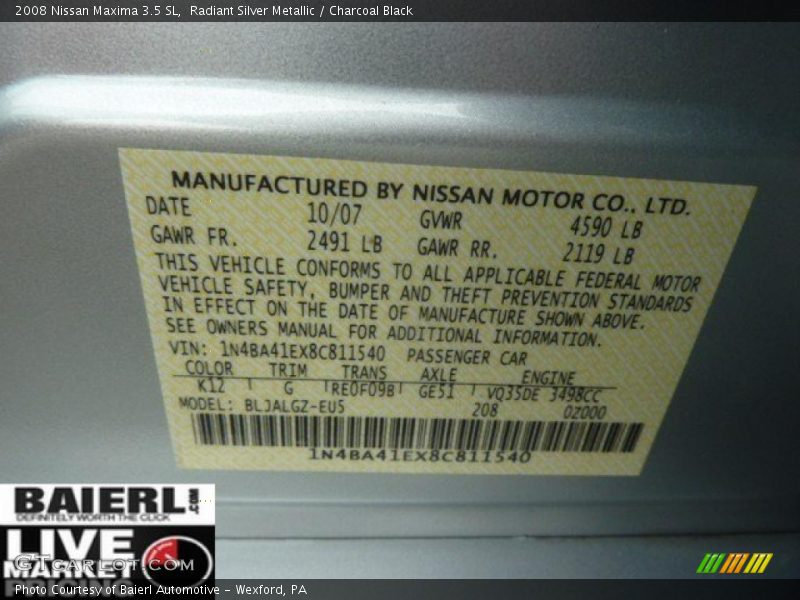 2008 Nissan Maxima 3.5 SL, Radiant Silver Metallic / Charcoal Black
MANUFACTURED BY NISSAN MOTOR CO., LTD.
DATE 10/07 GVWR 4590 LB
GAWR FR. 2491 LB GAWR RR. 2119 LB
THIS VEHICLE CONFORMS TO ALL APPLICABLE FEDERAL MOTOR
VEHICLE SAFETY, BUMPER AND THEFT PREVENTION STANDARDS
IN EFFECT ON THE DATE OF MANUFACTURE SHOWN ABOVE.
SEE OWNERS MANUAL FOR ADDITIONAL INFORMATION.
VIN: 1N4BA41EX8C811540 PASSENGER CAR
COLOR TRIM TRANS AXLE ENGINE
K12 G RE0F09B GE51 VQ35DE 3498CC
MODEL: BLJALGZ-EU5 208 0Z000
1N4BA41EX8C811540
BAIERL.com
DEFINITELY WORTH THE CLICK
LIVE
MARKET
PRICING
GTCARLOT.COM
Photo Courtesy of Baierl Automotive - Wexford, PA